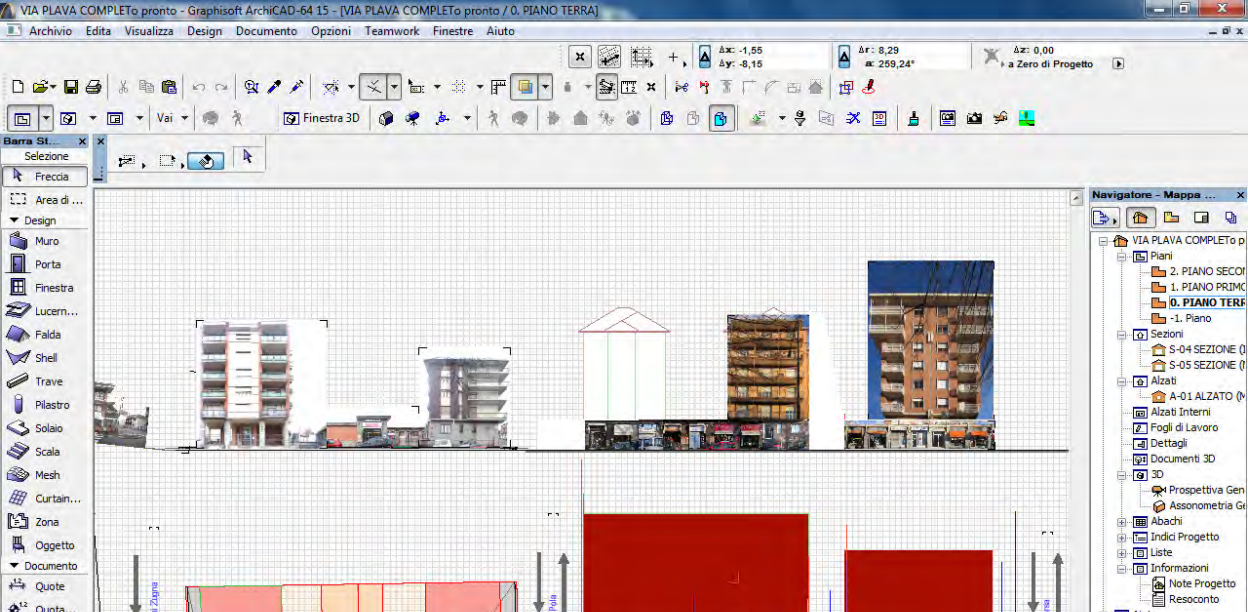 VIA PLAVA COMPLETo pronto - Graphisoft ArchiCAD-64 15 - [VIA PLAVA COMPLETo pronto / 0. PIANO TERRA]
Archivio Edita Visualizza Design Documento Opzioni Teamwork Finestre Aiuto
Δx: -1,55
Δy: -8,15
Δr: 8,29
α: 259,24°
Δz: 0,00
a Zero di Progetto
Vai
Finestra 3D
Barra St...
Selezione
Freccia
Area di ...
Design
Muro
Porta
Finestra
Lucern...
Falda
Shell
Trave
Pilastro
Solaio
Scala
Mesh
Curtain...
Zona
Oggetto
Documento
Quote
Quota...
Pola
Navigatore - Mappa ...
VIA PLAVA COMPLETo p
Piani
2. PIANO SECON
1. PIANO PRIMO
0. PIANO TERR
-1. Piano
Sezioni
S-04 SEZIONE (I
S-05 SEZIONE (
Alzati
A-01 ALZATO (M
Alzati Interni
Fogli di Lavoro
Dettagli
Documenti 3D
3D
Prospettiva Gen
Assonometria Ge
Abachi
Indici Progetto
Liste
Informazioni
Note Progetto
Resoconto